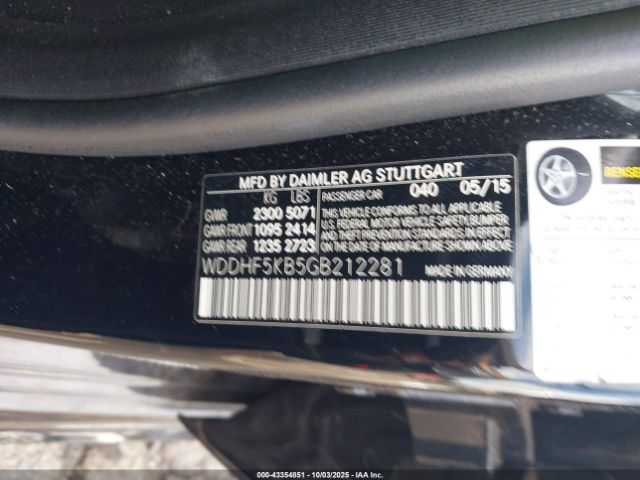 MFD BY DAIMLER AG STUTTGART
KG LBS PASSENGER CAR 040 05/15
GVWR 2300 5071 THIS VEHICLE CONFORMS TO ALL APPLICABLE
GAWR FRONT 1095 2414 U.S. FEDERAL MOTOR VEHICLE SAFETY, BUMPER
GAWR REAR 1235 2723 AND THEFT PREVENTION STANDARDS IN EFFECT
ON THE DATE OF MANUFACTURE SHOWN ABOVE.
WDDHF5KB5GB212281 MADE IN GERMANY
00-43354851 | 10/03/2025 | IAA Inc.